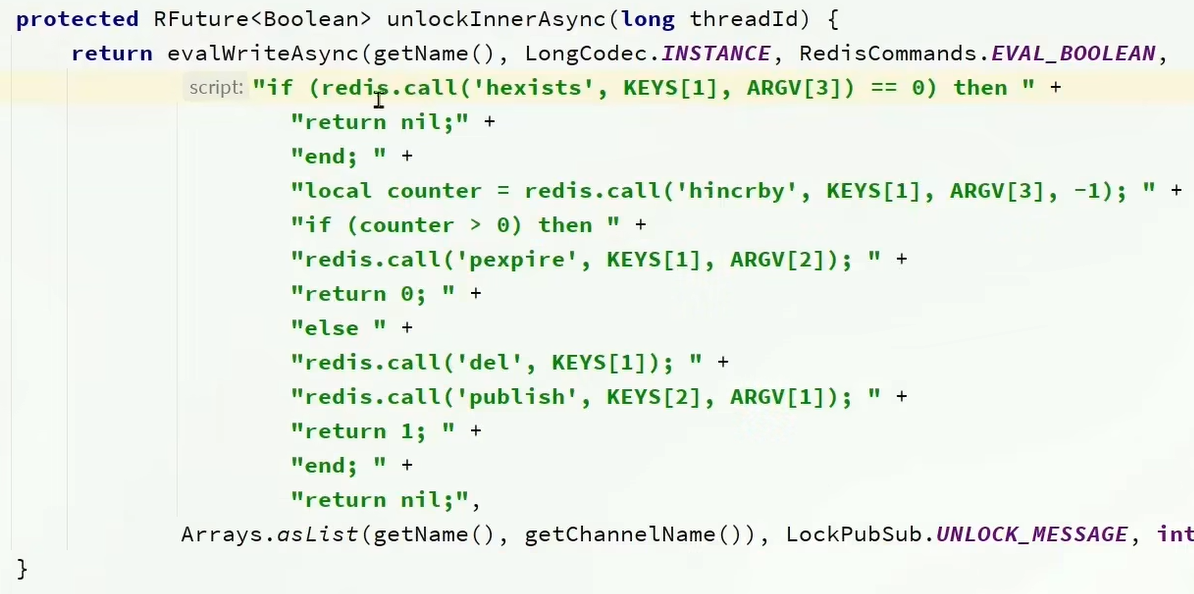 protected RFuture<Boolean> unlockInnerAsync(long threadId) {
return evalWriteAsync(getName(), LongCodec.INSTANCE, RedisCommands.EVAL_BOOLEAN,
script: "if (redis.call('hexists', KEYS[1], ARGV[3]) == 0) then " +
"return nil;" +
"end; " +
"local counter = redis.call('hincrby', KEYS[1], ARGV[3], -1); " +
"if (counter > 0) then " +
"redis.call('pexpire', KEYS[1], ARGV[2]); " +
"return 0; " +
"else " +
"redis.call('del', KEYS[1]); " +
"redis.call('publish', KEYS[2], ARGV[1]); " +
"return 1; " +
"end; " +
"return nil;",
Arrays.asList(getName(), getChannelName()), LockPubSub.UNLOCK_MESSAGE, int
}